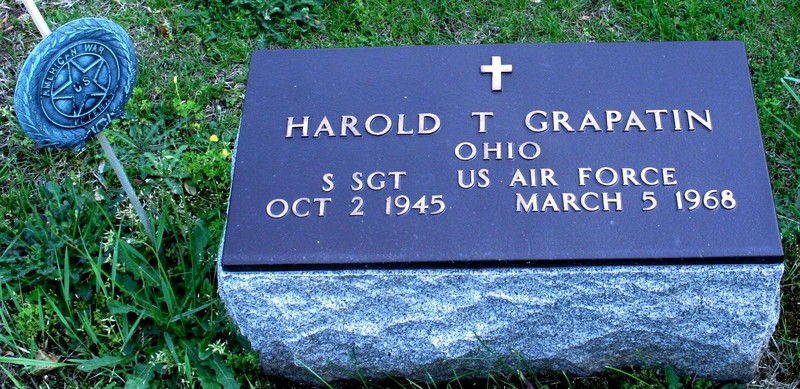 AMERICAN WAR
US
HAROLD T GRAPATIN
OHIO
S SGT US AIR FORCE
OCT 2 1945 MARCH 5 1968